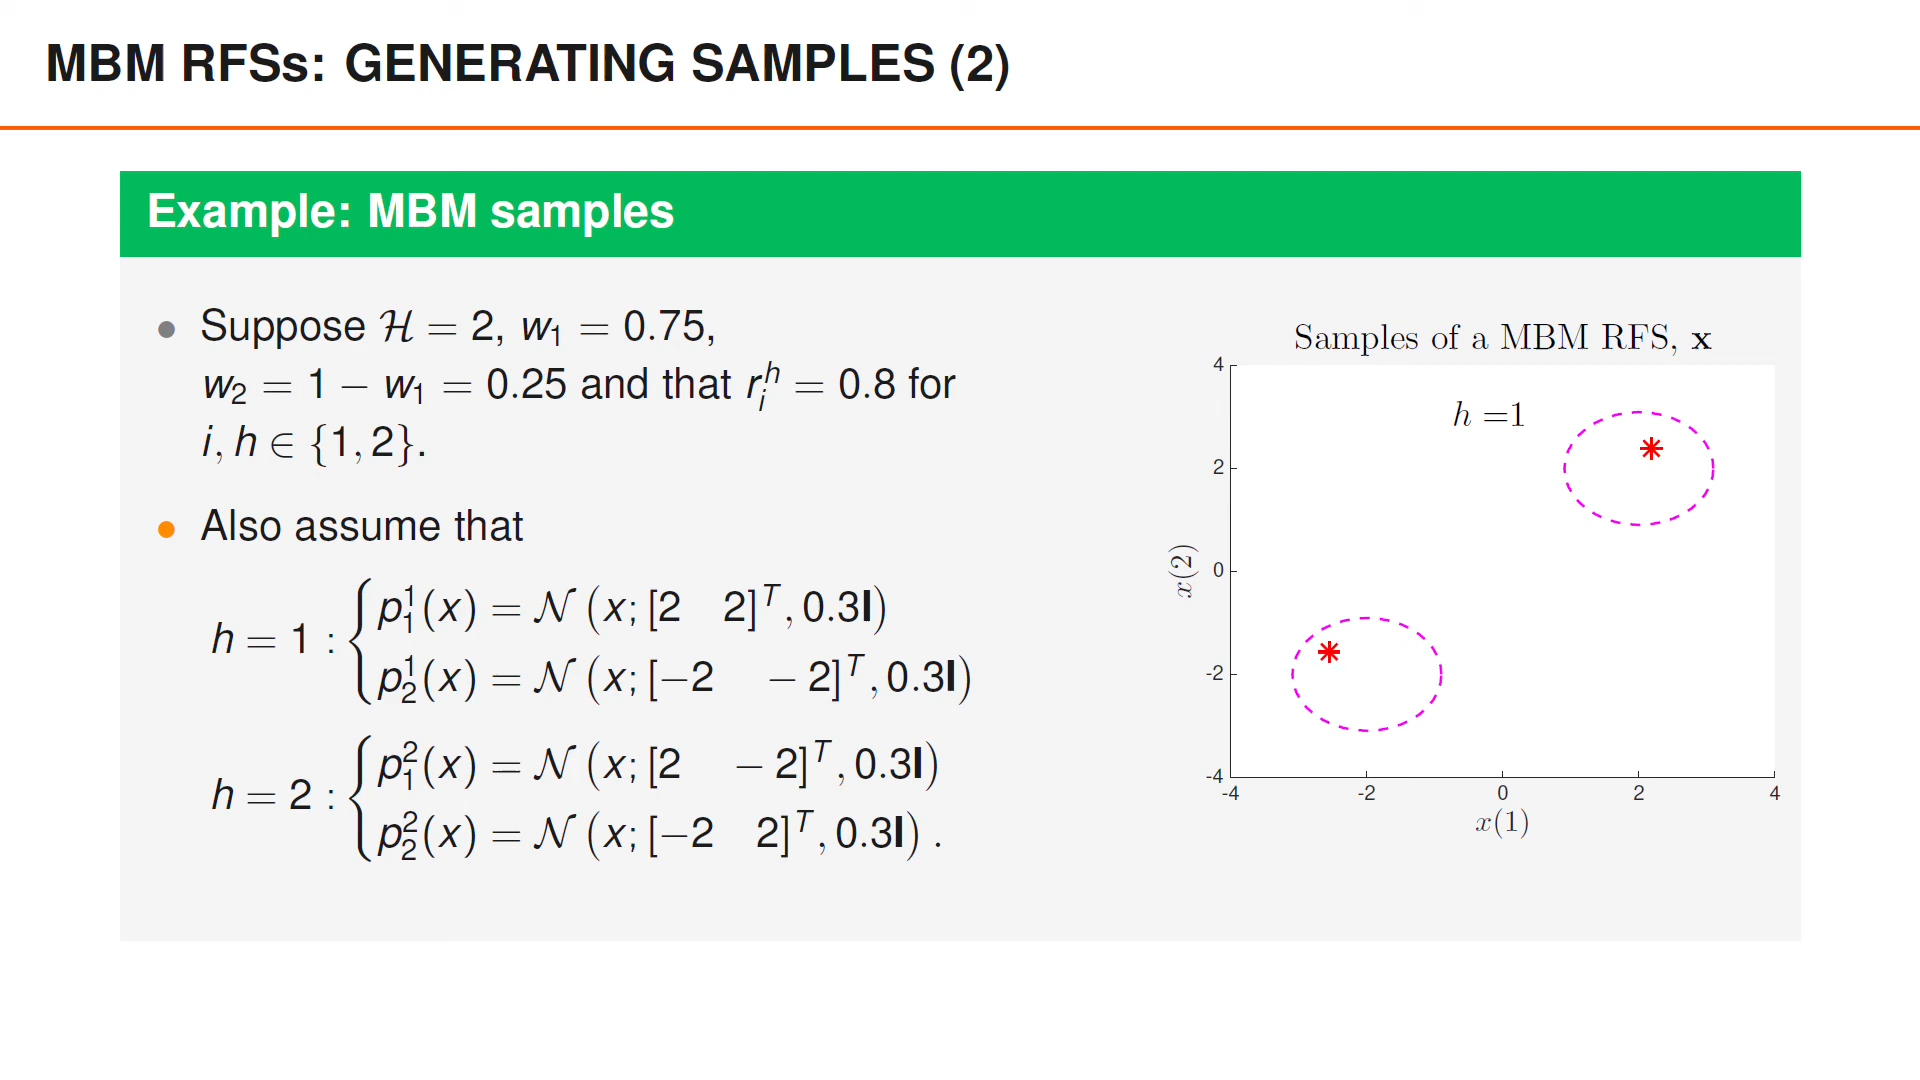 MBM RFSs: GENERATING SAMPLES (2)
Example: MBM samples
• Suppose ℋ = 2, w₁ = 0.75,
w₂ = 1 − w₁ = 0.25 and that rᵢʰ = 0.8 for
i, h ∈ {1, 2}.
• Also assume that
h = 1 : { p₁¹(x) = 𝒩(x; [2 2]ᵀ, 0.3I)
p₂¹(x) = 𝒩(x; [−2 −2]ᵀ, 0.3I)
h = 2 : { p₁²(x) = 𝒩(x; [2 −2]ᵀ, 0.3I)
p₂²(x) = 𝒩(x; [−2 2]ᵀ, 0.3I) .
Samples of a MBM RFS, x
h =1
4
2
0
-2
-4
x(2)
-4 -2 0 2 4
x(1)